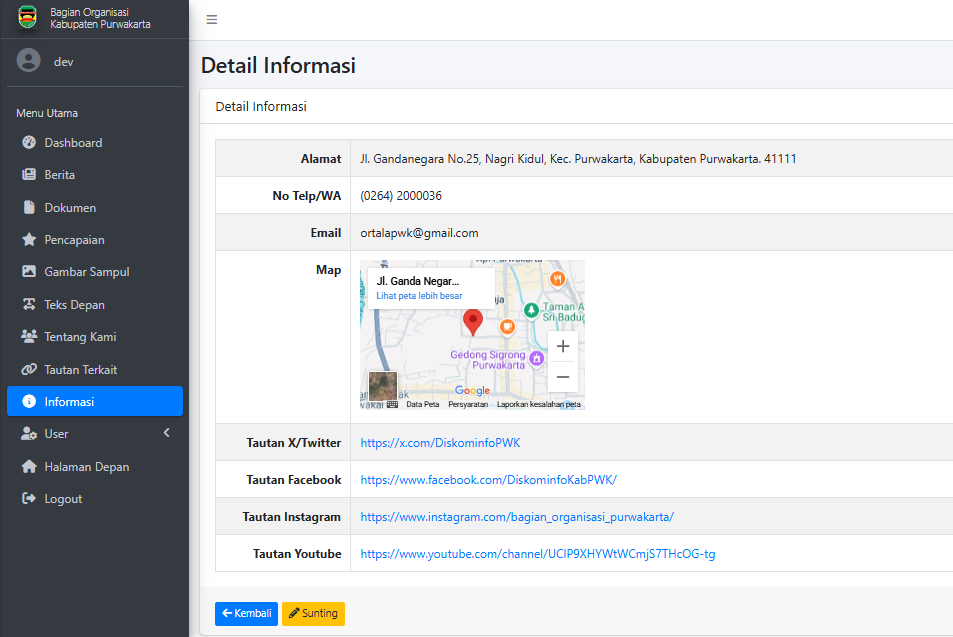 Bagian Organisasi
Kabupaten Purwakarta
dev
Menu Utama
Dashboard
Berita
Dokumen
Pencapaian
Gambar Sampul
Teks Depan
Tentang Kami
Tautan Terkait
Informasi
User
Halaman Depan
Logout
Detail Informasi
Detail Informasi
Alamat Jl. Gandanegara No.25, Nagri Kidul, Kec. Purwakarta, Kabupaten Purwakarta. 41111
No Telp/WA (0264) 2000036
Email ortalapwk@gmail.com
Map
Jl. Ganda Negar...
Lihat peta lebih besar
Taman A
Sri Badug
Gedong Sigrong
Purwakarta
Google
Data Peta Persyaratan Laporkan kesalahan peta
Tautan X/Twitter https://x.com/DiskominfoPWK
Tautan Facebook https://www.facebook.com/DiskominfoKabPWK/
Tautan Instagram https://www.instagram.com/bagian_organisasi_purwakarta/
Tautan Youtube https://www.youtube.com/channel/UCIP9XHYWtWCmjS7THcOG-tg
Kembali
Sunting